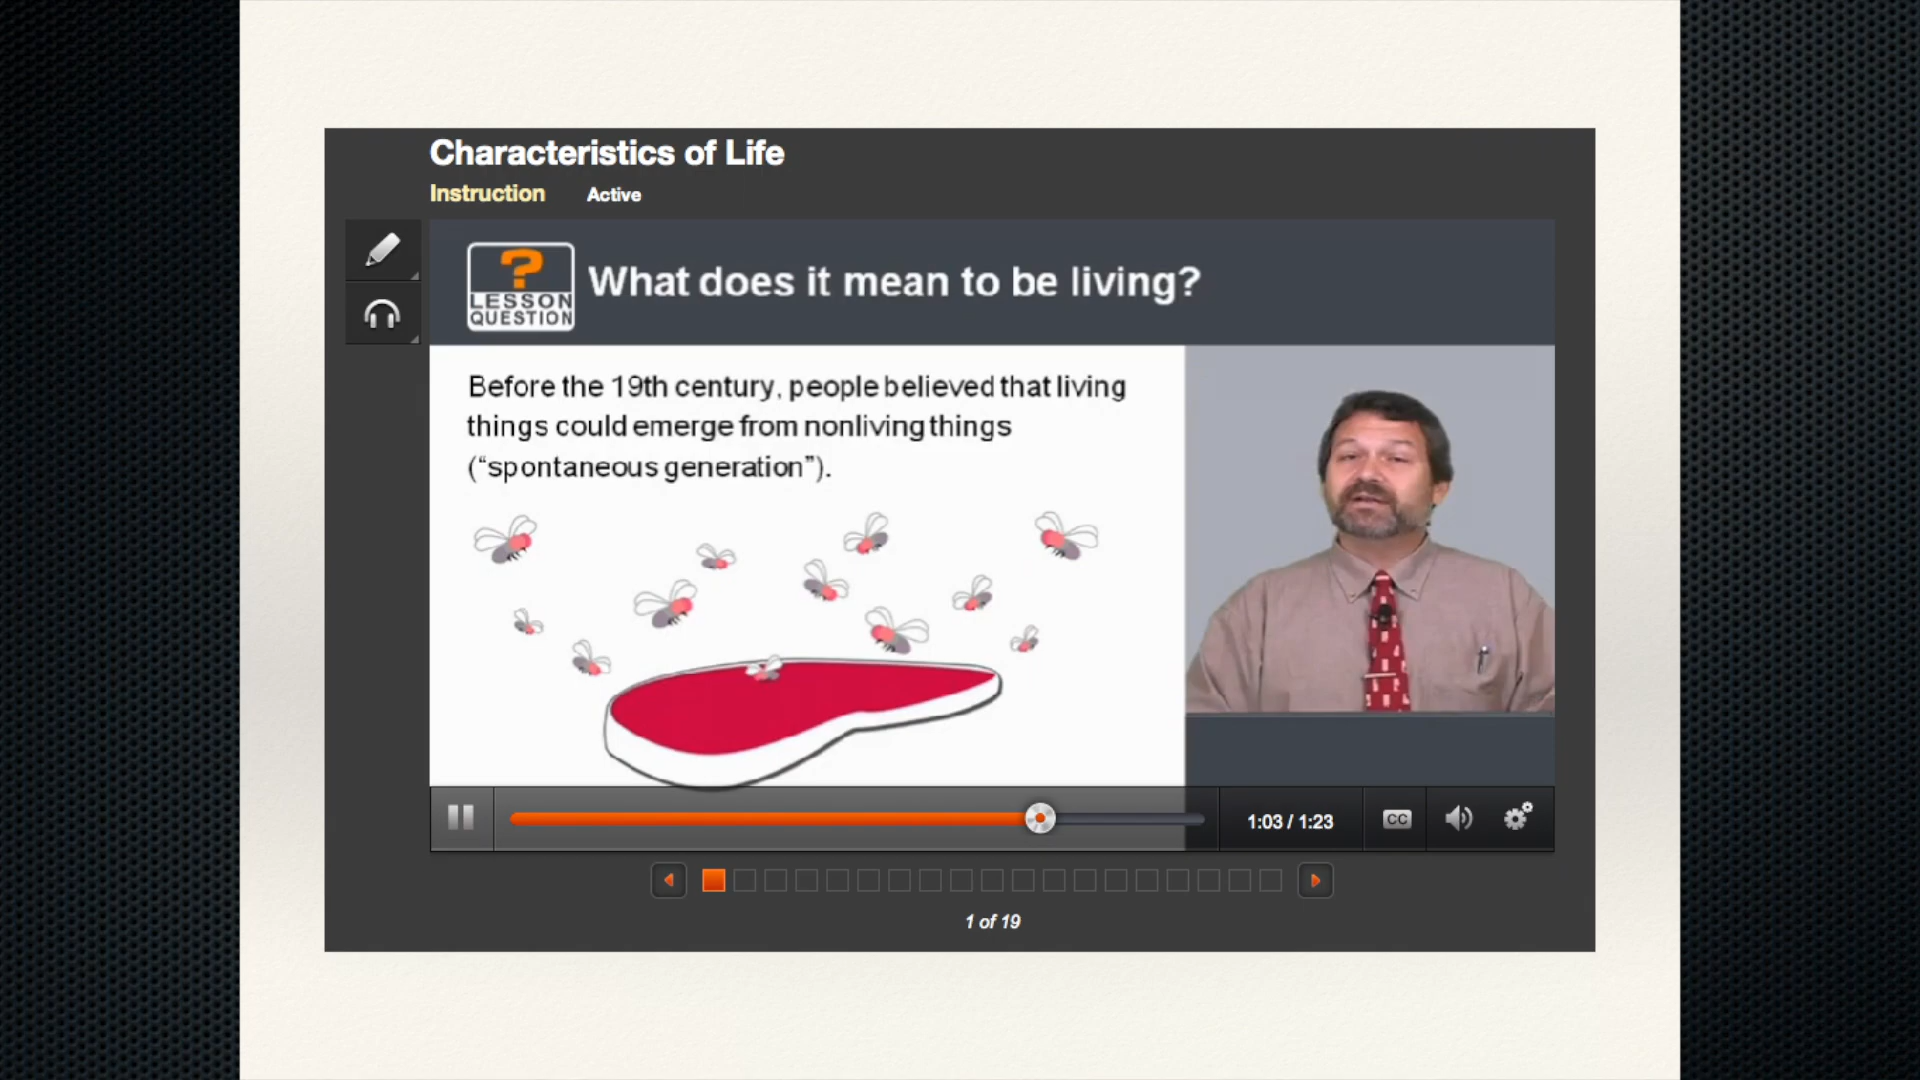 Characteristics of Life
Instruction Active
?
LESSON
QUESTION
What does it mean to be living?
Before the 19th century, people believed that living
things could emerge from nonliving things
(“spontaneous generation”).
1:03 / 1:23
CC
1 of 19